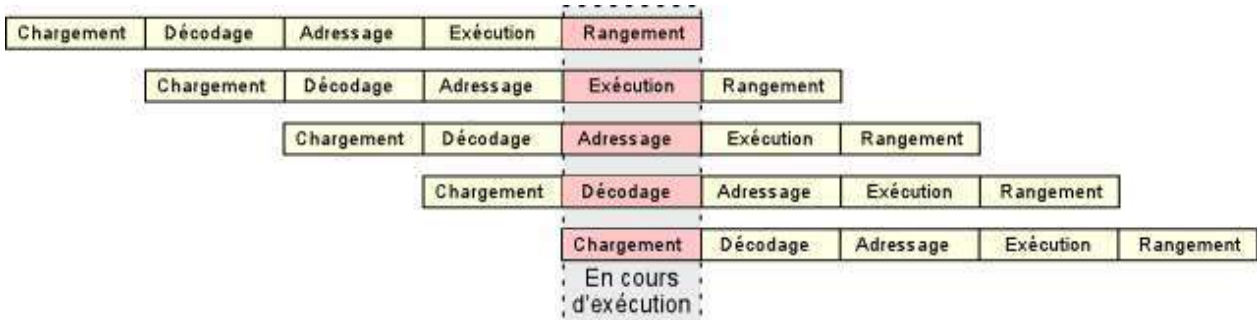 Chargement Décodage Adressage Exécution Rangement
Chargement Décodage Adressage Exécution Rangement
Chargement Décodage Adressage Exécution Rangement
Chargement Décodage Adressage Exécution Rangement
Chargement Décodage Adressage Exécution Rangement
En cours
d'exécution